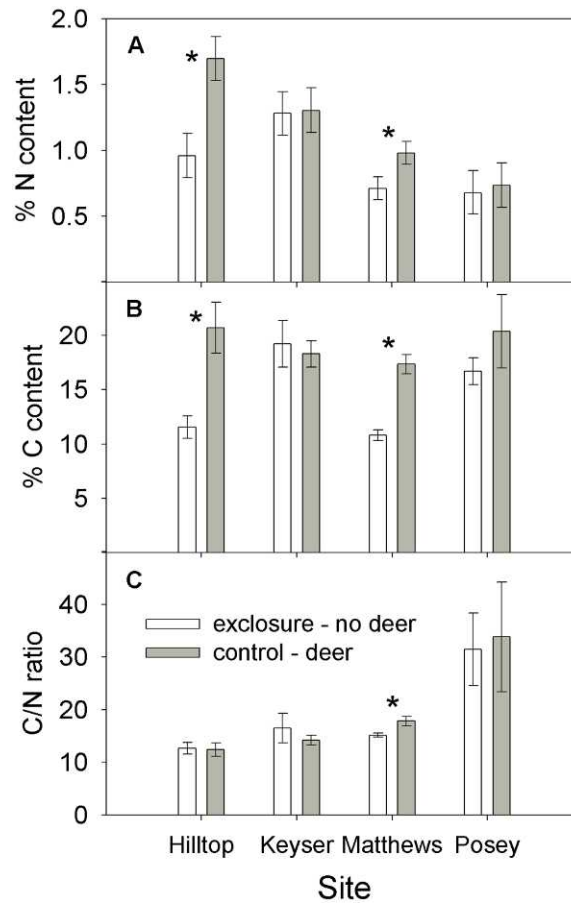 2.0
A
*
*
1.5
1.0
0.5
% N content
B
*
*
20
15
10
5
% C content
C
40
30
20
10
0
C/N ratio
exclosure - no deer
control - deer
*
Hilltop Keyser Matthews Posey
Site